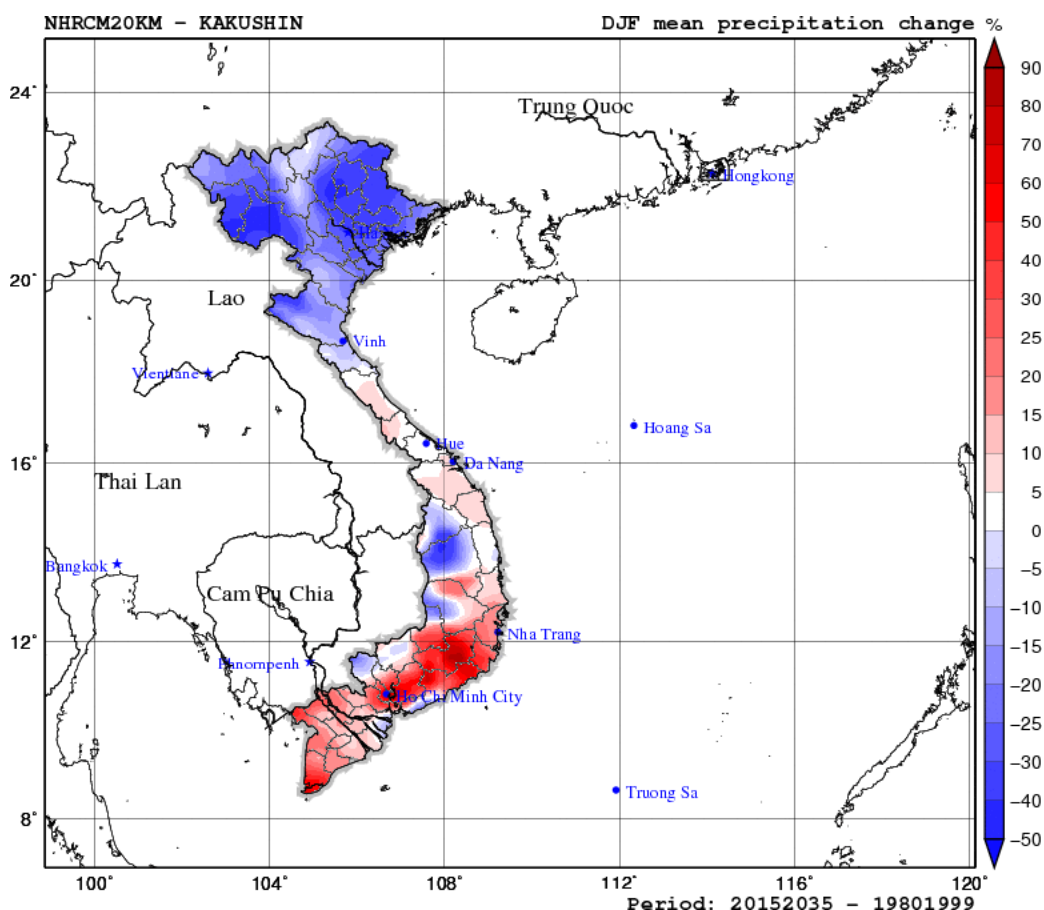 NHRCM20KM - KAKUSHIN
DJF mean precipitation change %
90
80
70
60
50
40
30
20
15
10
5
0
-5
-10
-15
-20
-25
-30
-40
-50
24°
20°
16°
12°
8°
100°
104°
108°
112°
116°
120°
Trung Quoc
Hongkong
Lao
Vinh
Vientiane
Hue
Hoang Sa
Da Nang
Thai Lan
Bangkok
Cam Pu Chia
Nha Trang
Phnompenh
Ho Chi Minh City
Truong Sa
Period: 20152035 - 19801999